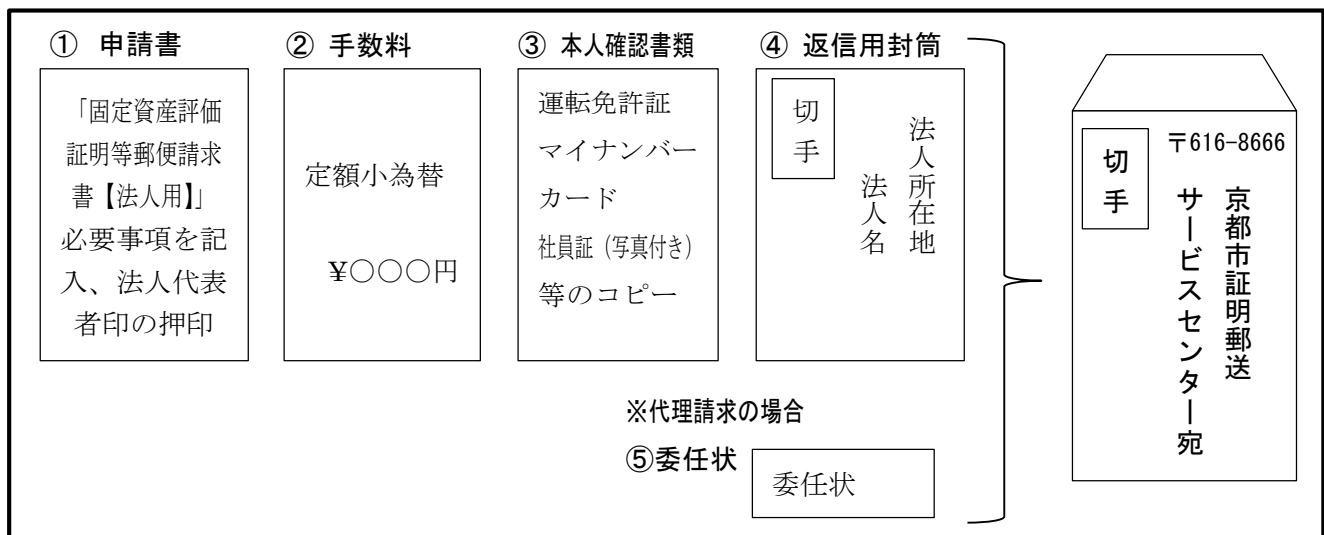 ① 申請書
「固定資産評価
証明等郵便請求
書【法人用】」
必要事項を記
入、法人代表
者印の押印
② 手数料
定額小為替
¥○○○円
③ 本人確認書類
運転免許証
マイナンバー
カード
社員証（写真付き）
等のコピー
④ 返信用封筒
切手
法人所在地
法人名
※代理請求の場合
⑤委任状
委任状
切手
〒616-8666
京都市証明郵送
サービスセンター宛